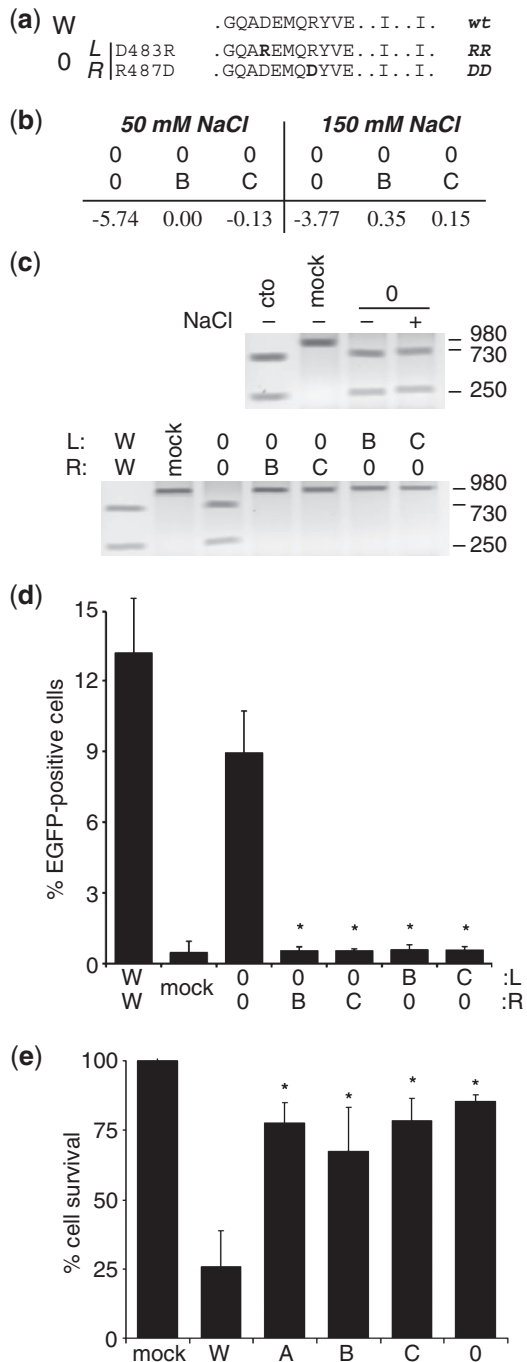 (a)
W .GQADEMQRYVE..I..I. wt
0 L D483R .GQAREMQRYVE..I..I. RR
R R487D .GQADEMQDYVE..I..I. DD
(b)
50 mM NaCl 150 mM NaCl
0 0 0 0 0 0
0 B C 0 B C
-5.74 0.00 -0.13 -3.77 0.35 0.15
(c)
cto mock 0
NaCl – – – +
– 980
– 730
– 250
L: W mock 0 0 0 B C
R: W 0 B C 0 0
– 980
– 730
– 250
(d)
% EGFP-positive cells
15
12
9
6
3
0
* * * *
W mock 0 0 0 B C :L
W 0 B C 0 0 :R
(e)
% cell survival
100
75
50
25
0
* * * *
mock W A B C 0